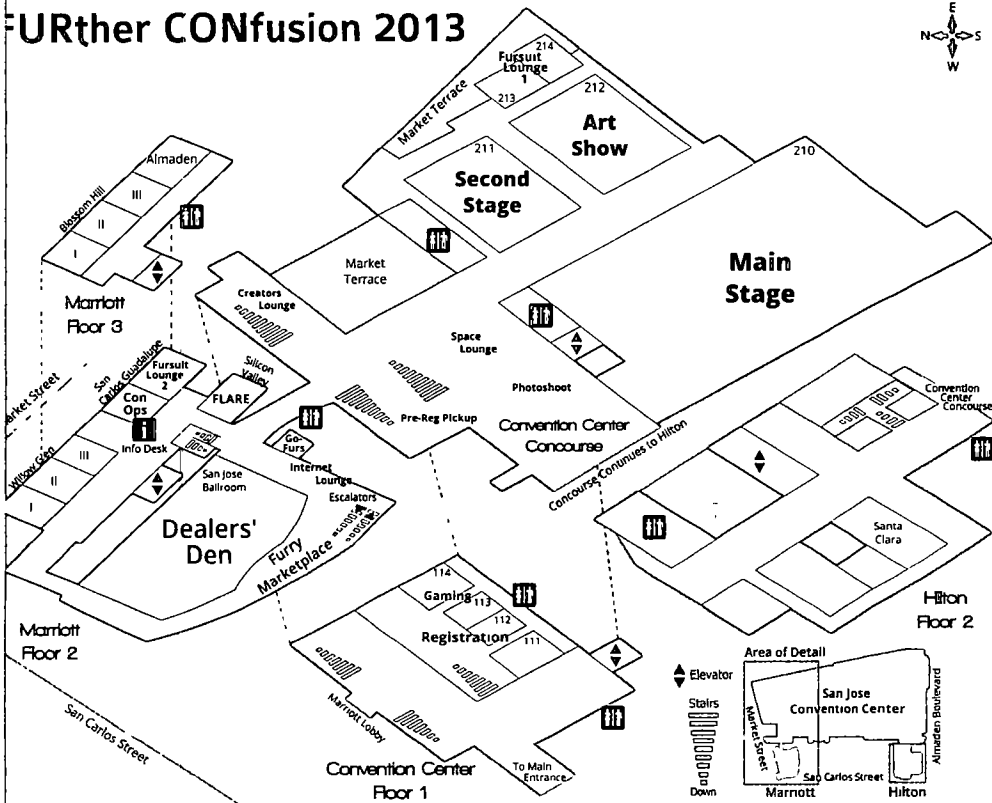 FURther CONfusion 2013
E
N S
W
214
Fursuit
Lounge
1
213
Market Terrace
212
Art
Show
211
Second
Stage
210
Main
Stage
Almaden
III
II
I
Blossom Hill
Marriott
Floor 3
Market
Terrace
Creators
Lounge
Space
Lounge
Photoshoot
Silicon
Valley
FLARE
Pre-Reg Pickup
Convention Center
Concourse
Concourse Continues to Hilton
Convention
Center
Concourse
Santa
Clara
Hilton
Floor 2
Market Street
San
Carlos
Guadalupe
Fursuit
Lounge
2
Con
Ops
i
Info Desk
Willow Glen
III
II
I
San Jose
Ballroom
Go-
Furs
Internet
Lounge
Escalators
Dealers'
Den
Furry
Marketplace
Marriott
Floor 2
San Carlos Street
114
Gaming
113
112
Registration
111
Marriott Lobby
To Main
Entrance
Convention Center
Floor 1
Elevator
Stairs
Down
Area of Detail
San Jose
Convention Center
Market Street
Almaden Boulevard
San Carlos Street
Marriott
Hilton